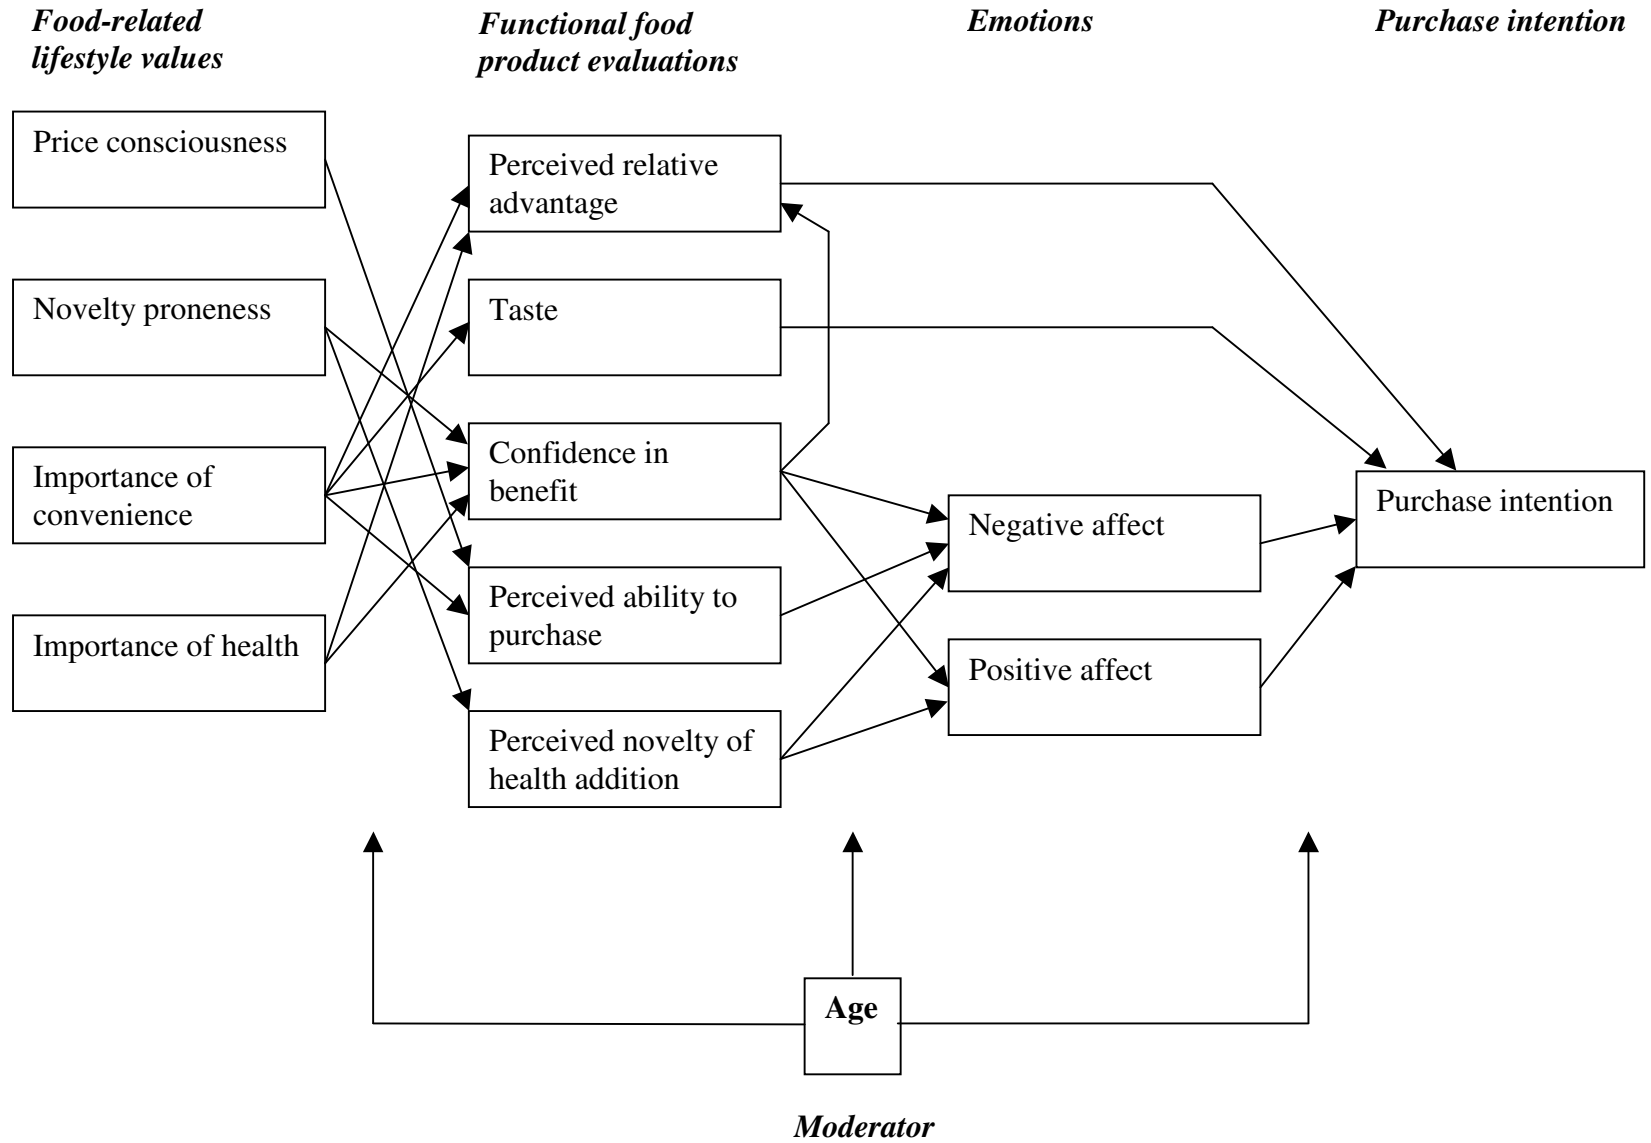 Food-related
lifestyle values
Functional food
product evaluations
Emotions
Purchase intention
Price consciousness
Novelty proneness
Importance of
convenience
Importance of health
Perceived relative
advantage
Taste
Confidence in
benefit
Perceived ability to
purchase
Perceived novelty of
health addition
Negative affect
Positive affect
Purchase intention
Age
Moderator